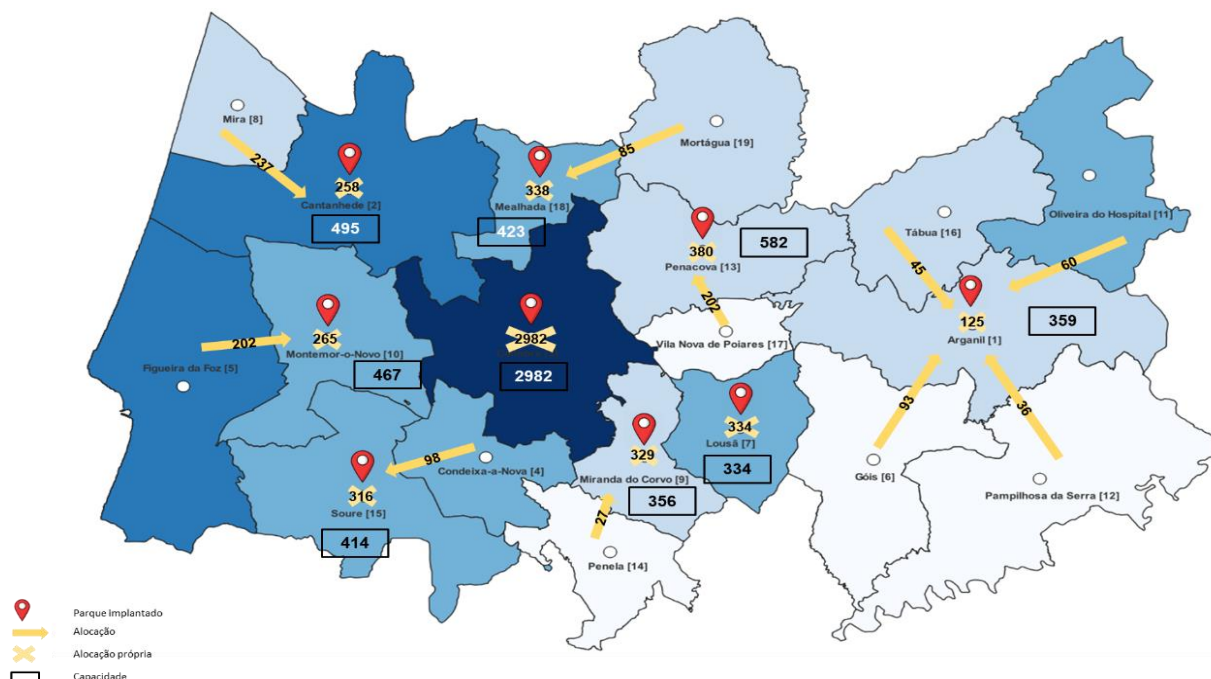 Mira [8]
237
258
Cantanhede [2]
495
338
Mealhada [18]
423
85
Mortágua [19]
380
Penacova [13]
582
202
Vila Nova de Poiares [17]
Tábua [16]
45
Oliveira do Hospital [11]
60
125
Arganil [1]
359
93
36
Góis [6]
Pampilhosa da Serra [12]
202
Figueira da Foz [5]
265
Montemor-o-Novo [10]
467
2982
2982
98
Condeixa-a-Nova [4]
316
Soure [15]
414
329
Miranda do Corvo [9]
356
334
Lousã [7]
334
27
Penela [14]
Parque implantado
Alocação
Alocação própria
Capacidade